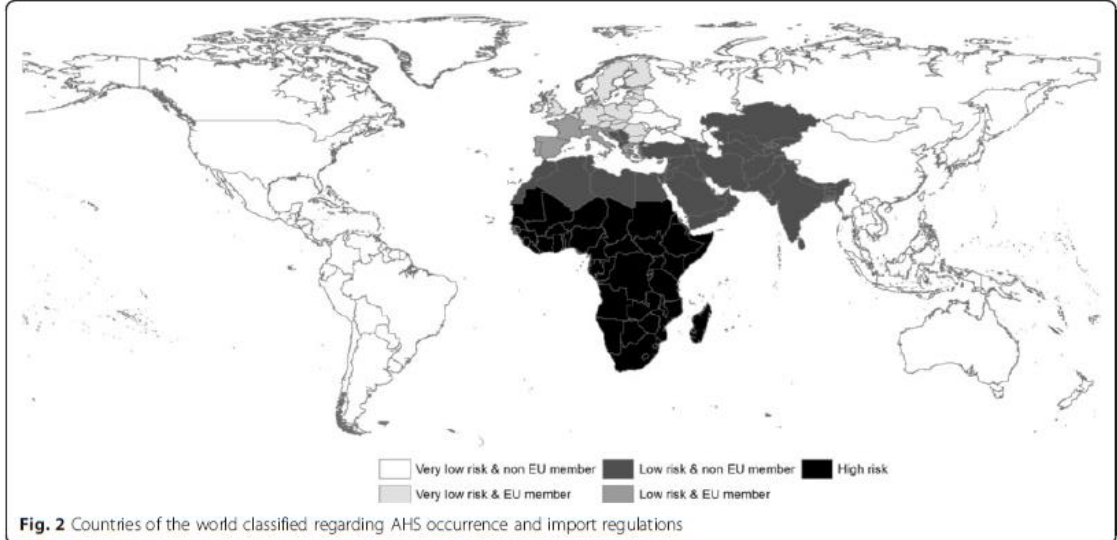 Very low risk & non EU member Low risk & non EU member High risk
Very low risk & EU member Low risk & EU member
Fig. 2 Countries of the world classified regarding AHS occurrence and import regulations